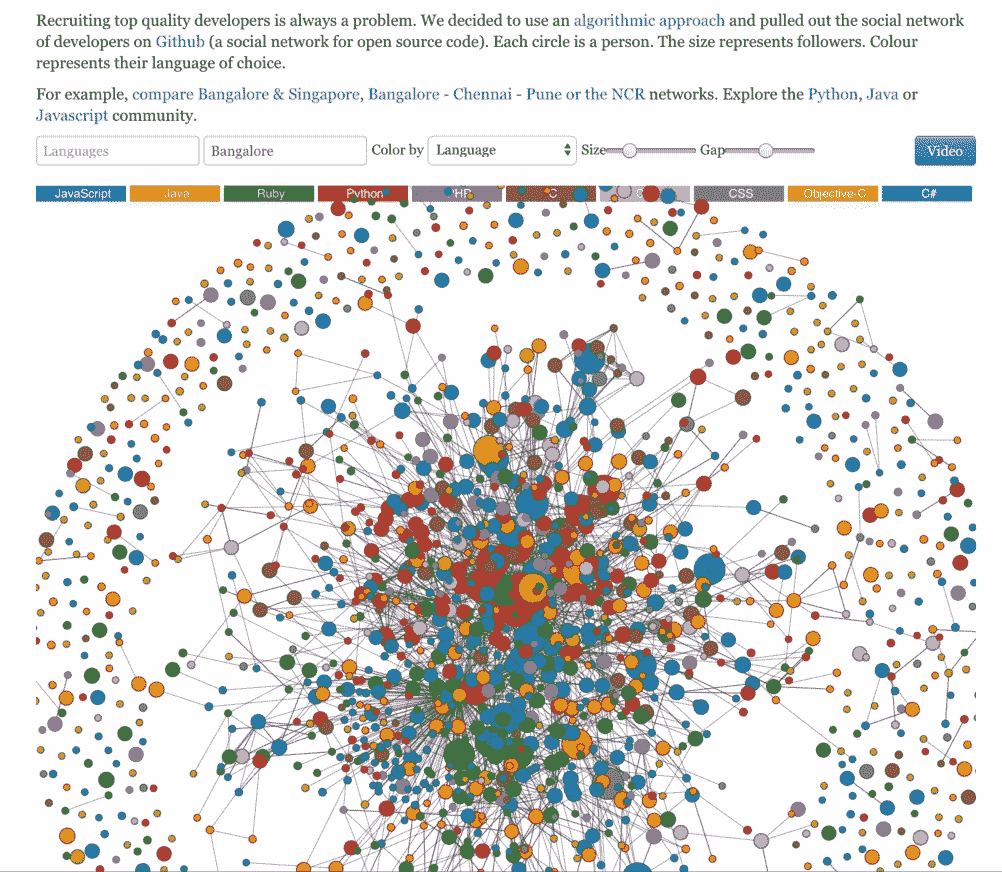 Recruiting top quality developers is always a problem. We decided to use an algorithmic approach and pulled out the social network
of developers on Github (a social network for open source code). Each circle is a person. The size represents followers. Colour
represents their language of choice.
For example, compare Bangalore & Singapore, Bangalore - Chennai - Pune or the NCR networks. Explore the Python, Java or
Javascript community.
Languages Bangalore Color by Language Size Gap Video
JavaScript Java Ruby Python PHP C CSS Objective-C C#